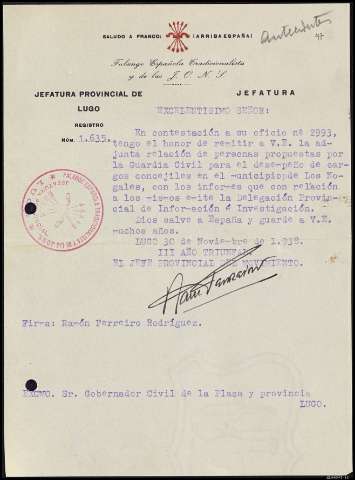 SALUDO A FRANCO: ¡ARRIBA ESPAÑA!
Antecedentes
Falange Española Tradicionalista
y de las J. O. N. S.
JEFATURA PROVINCIAL DE
LUGO
REGISTRO
NÚM. 1.635.
JEFATURA
EXCELENTISIMO SEÑOR:
En contestación a su oficio nº 2993,
tengo el honor de remitir a V.E. la ad-
junta relación de personas propuestas por
la Guardia Civil para el desempeño de car-
gos concejiles en el municipio de Los No-
gales, con los informes que con relación
a los mismos emite la Delegación Provin-
cial de Información e Investigación.
Dios salve a España y guarde a V.E.
muchos años.
LUGO 30 de Noviembre de 1.938.
III AÑO TRIUNFAL
EL JEFE PROVINCIAL DEL MOVIMIENTO.
Firma: Ramón Ferreiro Rodríguez.
EXCMO. Sr. Gobernador Civil de la Plaza y provincia
LUGO.